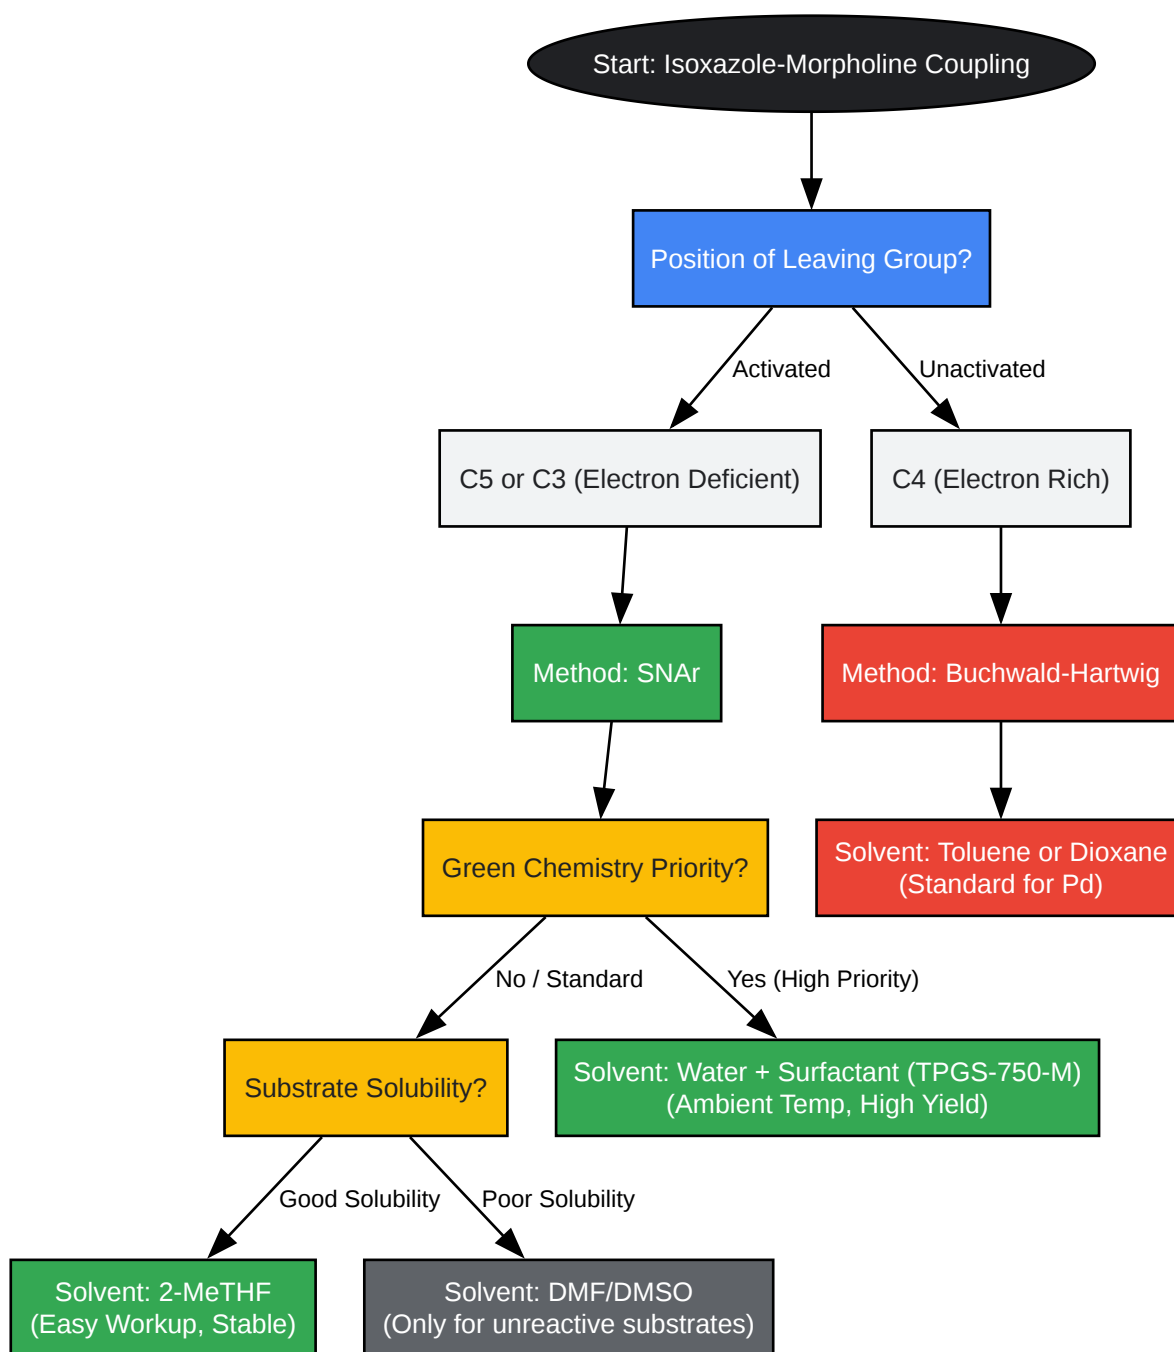 Start: Isoxazole-Morpholine Coupling
Position of Leaving Group?
Activated
Unactivated
C5 or C3 (Electron Deficient)
C4 (Electron Rich)
Method: SNAr
Method: Buchwald-Hartwig
Green Chemistry Priority?
Solvent: Toluene or Dioxane
(Standard for Pd)
No / Standard
Yes (High Priority)
Substrate Solubility?
Solvent: Water + Surfactant (TPGS-750-M)
(Ambient Temp, High Yield)
Good Solubility
Poor Solubility
Solvent: 2-MeTHF
(Easy Workup, Stable)
Solvent: DMF/DMSO
(Only for unreactive substrates)